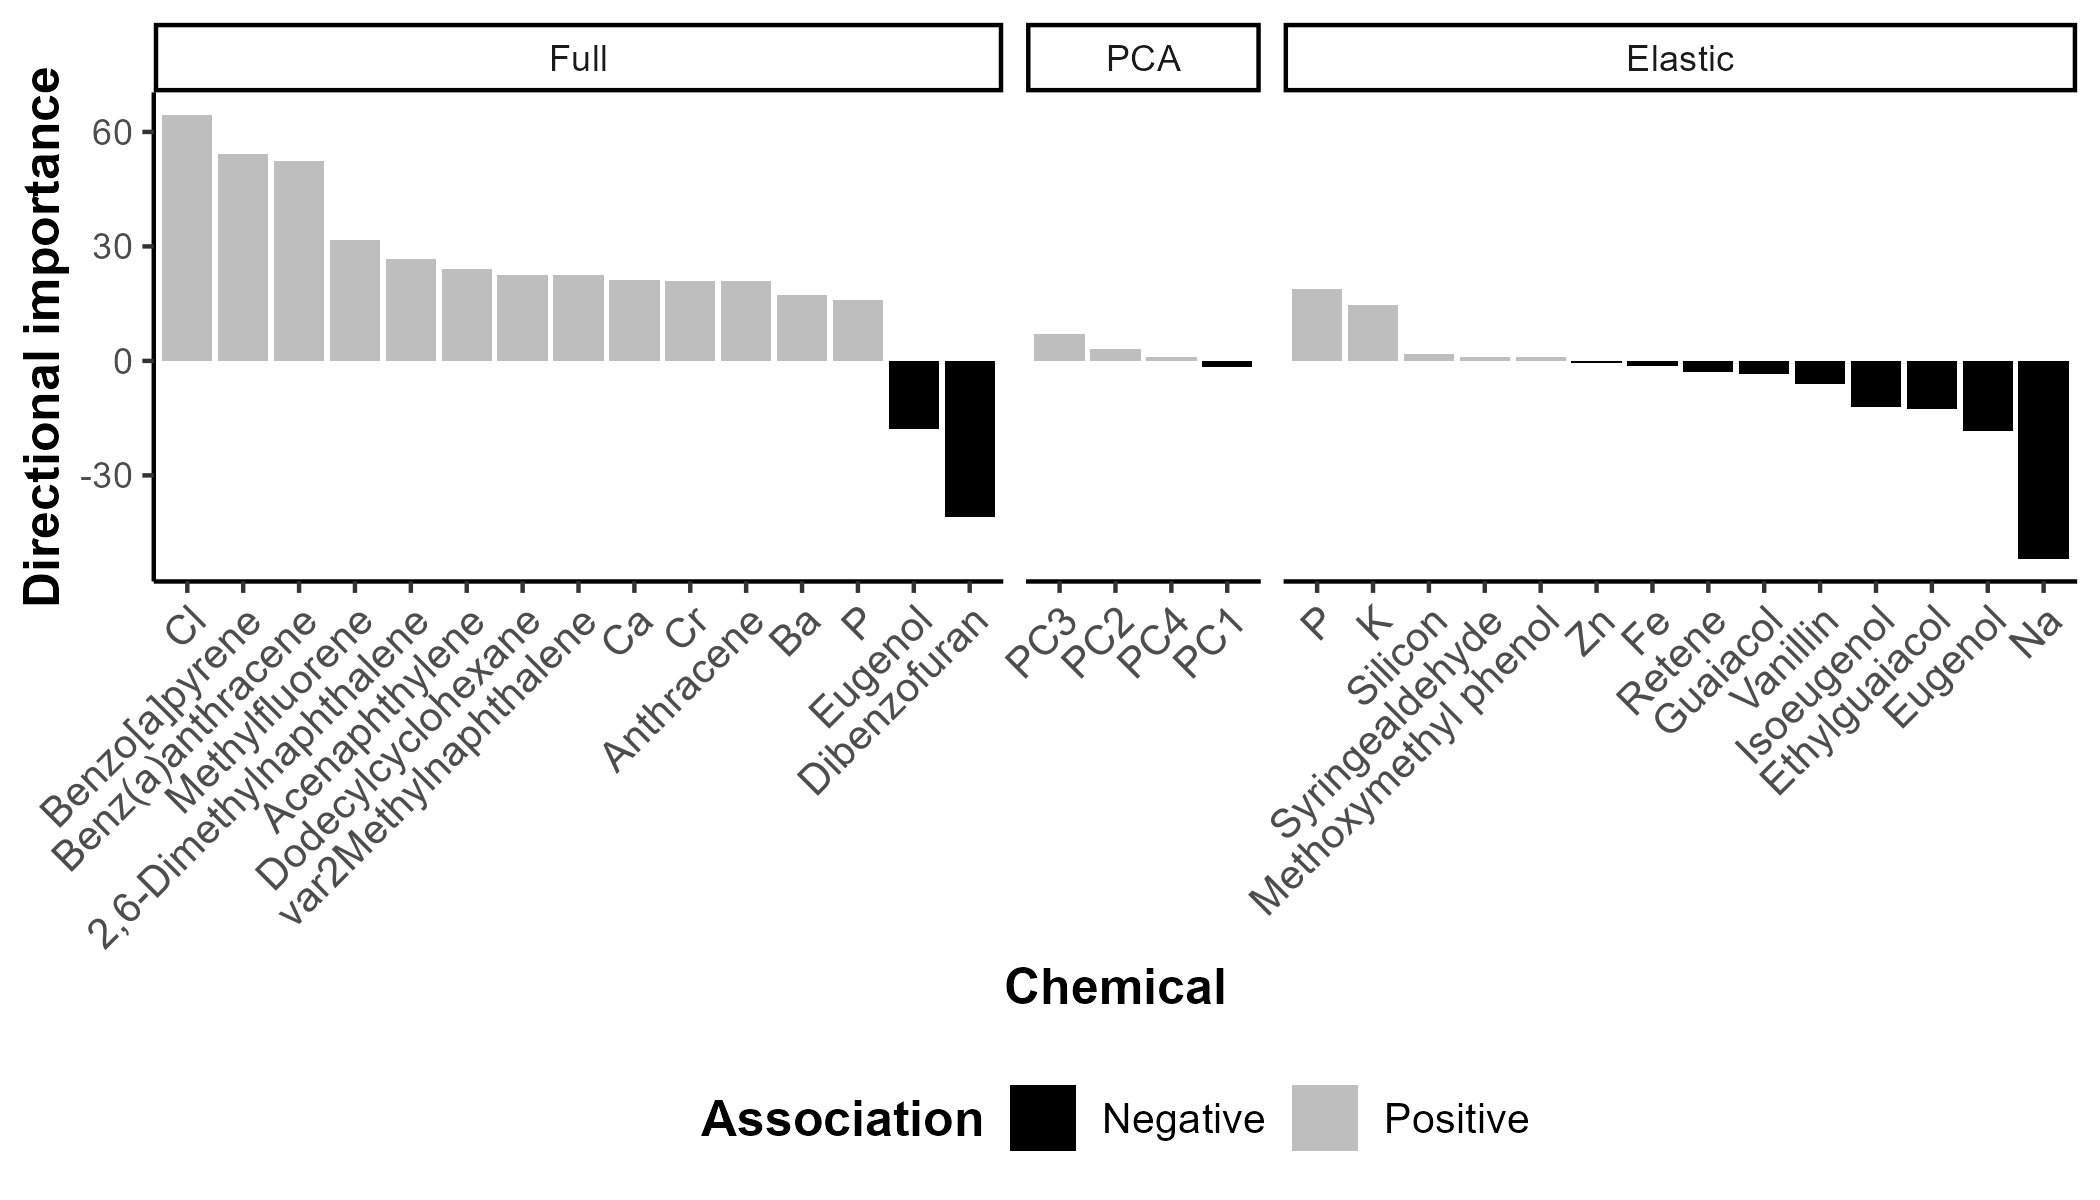 Full
PCA
Elastic
Directional importance
60
30
0
-30
Cl
Benzo[a]pyrene
Benz(a)anthracene
Methylfluorene
2,6-Dimethylnaphthalene
Acenaphthylene
Dodecylcyclohexane
var2Methylnaphthalene
Ca
Cr
Anthracene
Ba
P
Eugenol
Dibenzofuran
PC3
PC2
PC4
PC1
P
K
Silicon
Syringealdehyde
Methoxymethyl phenol
Zn
Fe
Retene
Guaiacol
Vanillin
Isoeugenol
Ethylguaiacol
Eugenol
Na
Chemical
Association
Negative
Positive